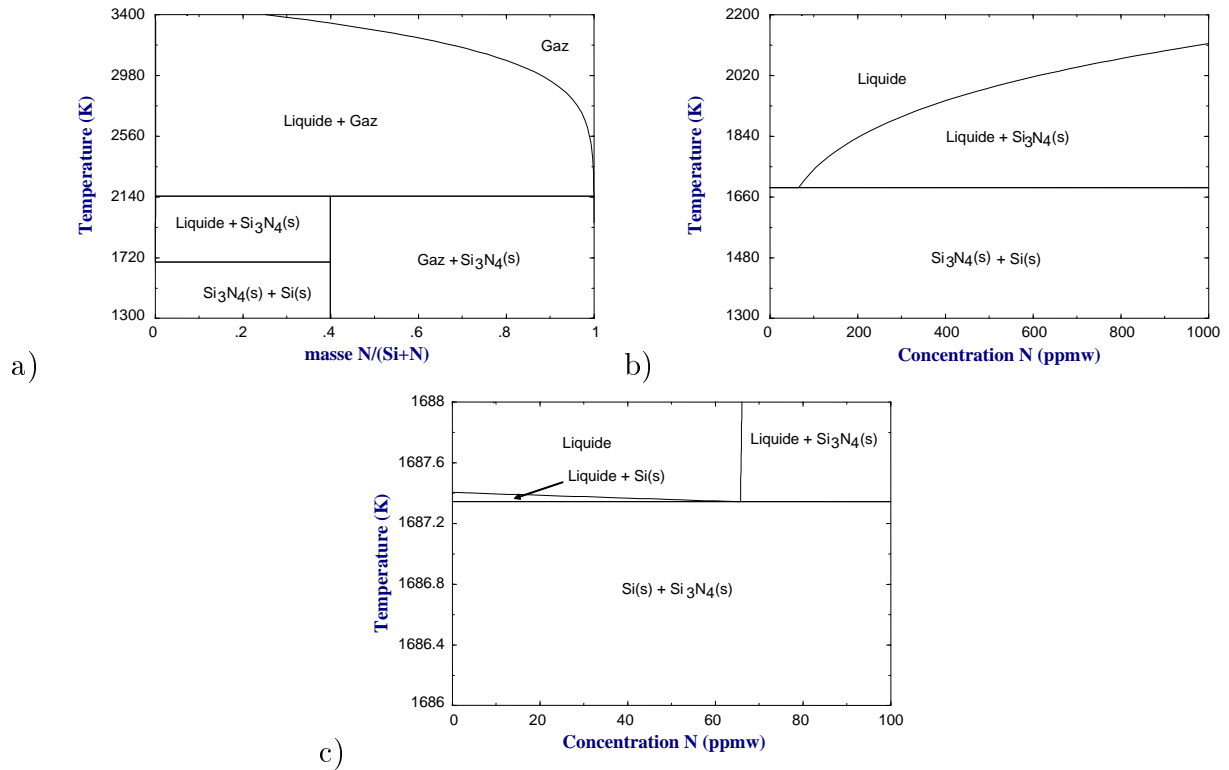 3400
2980
2560
2140
1720
1300
Temperature (K)
Gaz
Liquide + Gaz
Liquide + Si3N4(s)
Gaz + Si3N4(s)
Si3N4(s) + Si(s)
0 .2 .4 .6 .8 1
masse N/(Si+N)
a)
2200
2020
1840
1660
1480
1300
Temperature (K)
Liquide
Liquide + Si3N4(s)
Si3N4(s) + Si(s)
0 200 400 600 800 1000
Concentration N (ppmw)
b)
1688
1687.6
1687.2
1686.8
1686.4
1686
Temperature (K)
Liquide
Liquide + Si3N4(s)
Liquide + Si(s)
Si(s) + Si3N4(s)
0 20 40 60 80 100
Concentration N (ppmw)
c)